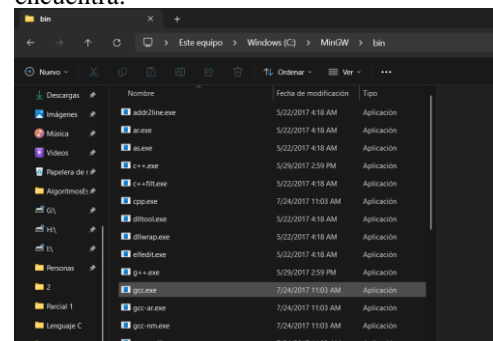 encuentra.
bin
Este equipo > Windows (C:) > MinGW > bin
Nuevo
Ordenar
Ver
Nombre Fecha de modificación Tipo
Descargas
Imágenes
Música
Videos
Papelera de r
AlgoritmosE
G:\
H:\
I:\
Personas
2
Parcial 1
Lenguaje C
addr2line.exe 5/22/2017 4:18 AM Aplicación
ar.exe 5/22/2017 4:18 AM Aplicación
as.exe 5/22/2017 4:18 AM Aplicación
c++.exe 5/29/2017 2:59 PM Aplicación
c++filt.exe 5/22/2017 4:18 AM Aplicación
cpp.exe 7/24/2017 11:03 AM Aplicación
dlltool.exe 5/22/2017 4:18 AM Aplicación
dllwrap.exe 5/22/2017 4:18 AM Aplicación
elfedit.exe 5/22/2017 4:18 AM Aplicación
g++.exe 5/29/2017 2:59 PM Aplicación
gcc.exe 7/24/2017 11:03 AM Aplicación
gcc-ar.exe 7/24/2017 11:03 AM Aplicación
gcc-nm.exe 7/24/2017 11:03 AM Aplicación